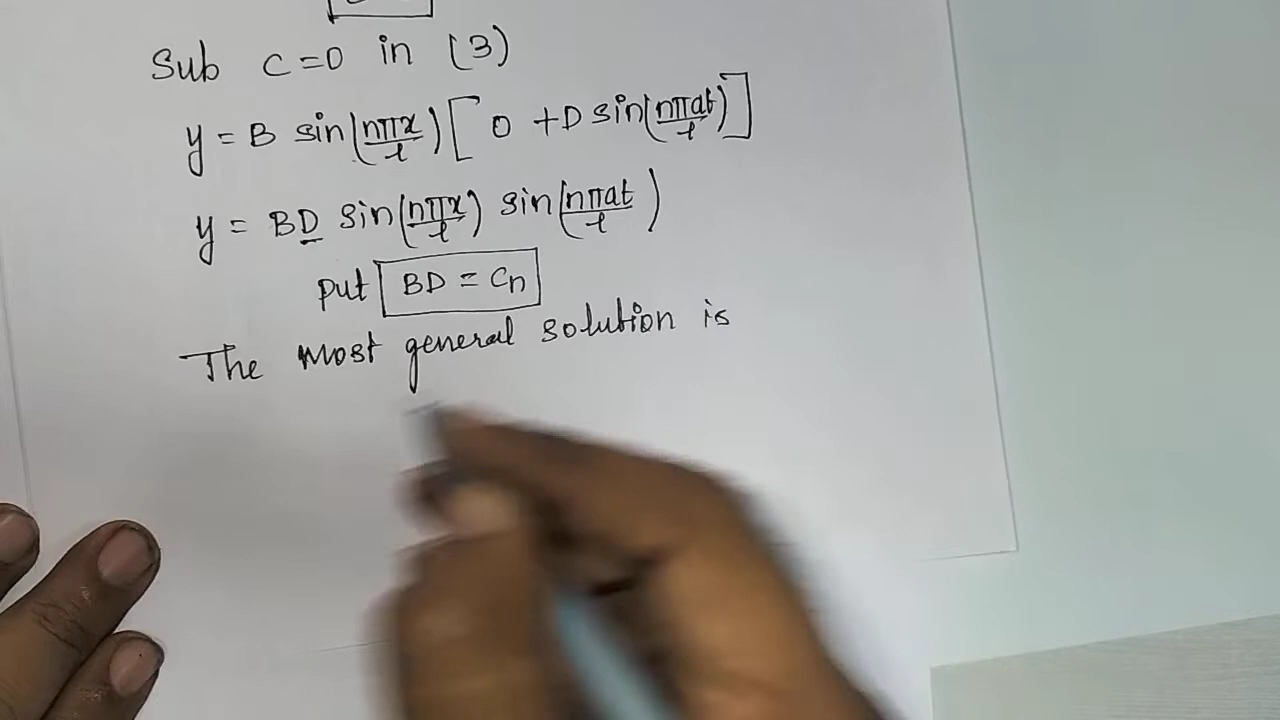 Sub C=0 in (3)
y = B sin(nπx/l) [ 0 + D sin(nπat/l) ]
y = BD sin(nπx/l) sin(nπat/l)
put BD = Cn
The most general solution is